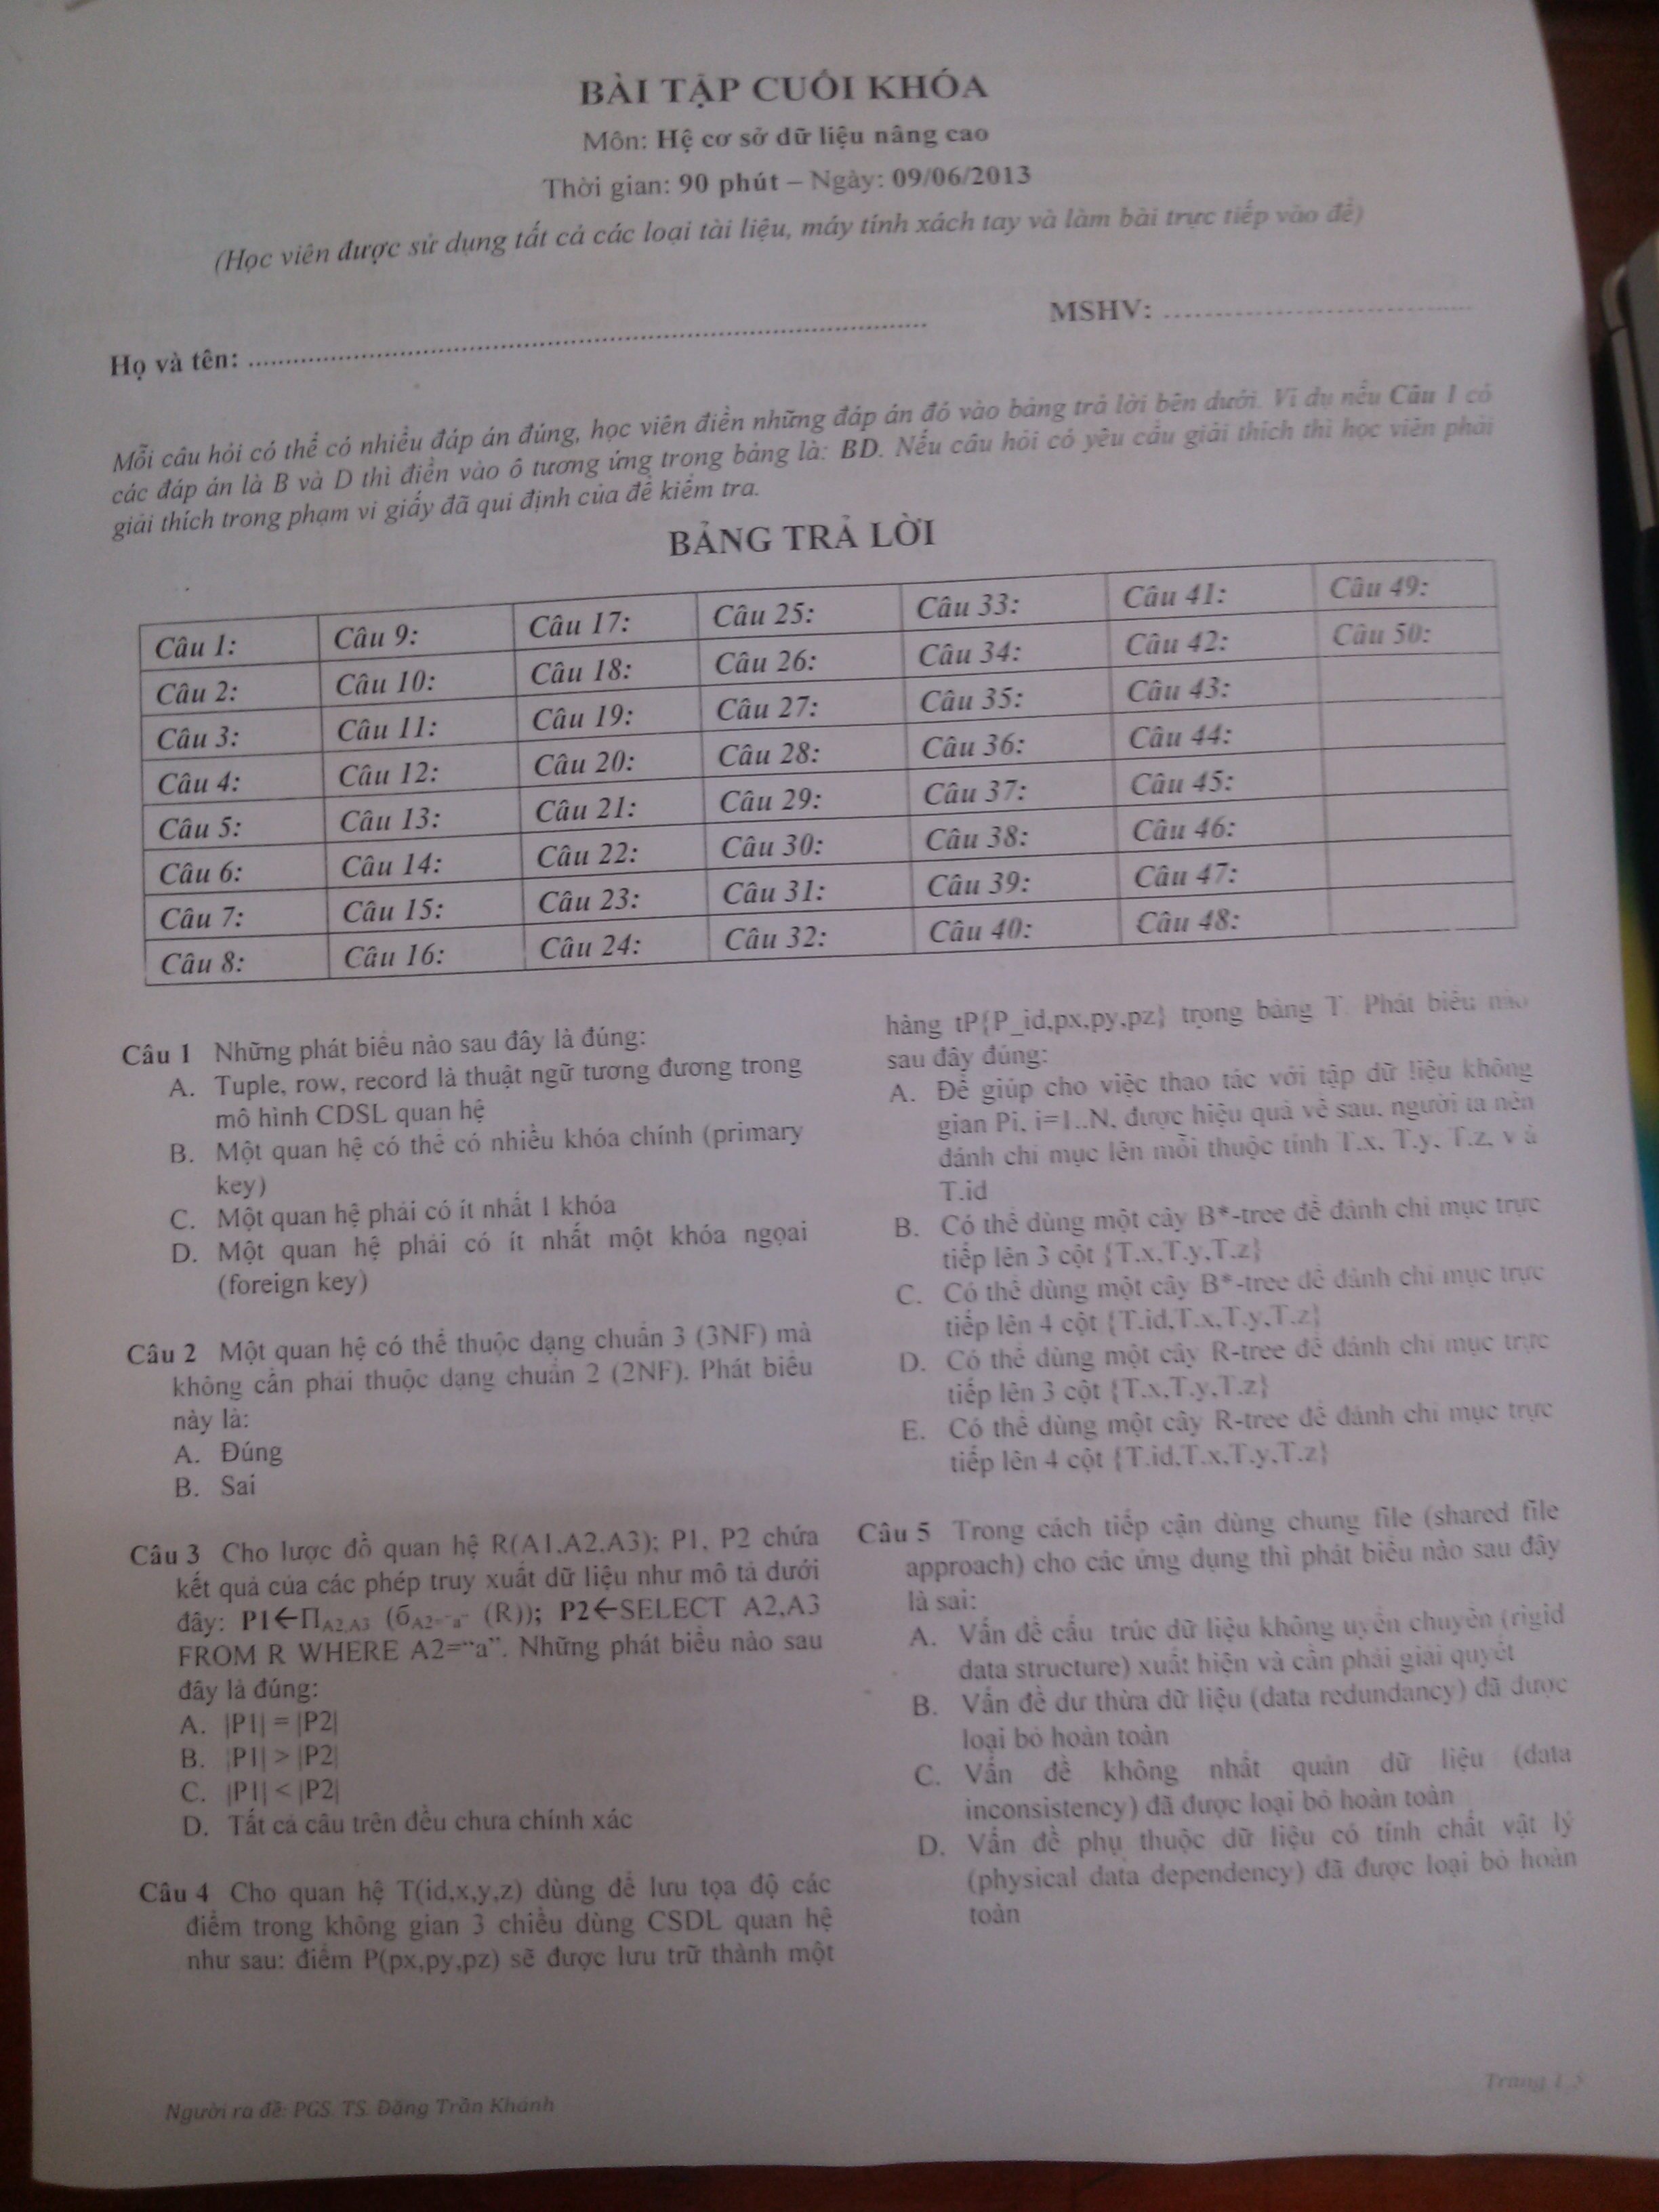 BÀI TẬP CUỐI KHÓA
Môn: Hệ cơ sở dữ liệu nâng cao
Thời gian: 90 phút – Ngày: 09/06/2013
(Học viên được sử dụng tất cả các loại tài liệu, máy tính xách tay và làm bài trực tiếp vào đề)
Họ và tên: ........................ MSHV: ........................
Mỗi câu hỏi có thể có nhiều đáp án đúng, học viên điền những đáp án đó vào bảng trả lời bên dưới. Ví dụ nếu Câu 1 có
các đáp án là B và D thì điền vào ô tương ứng trong bảng là: BD. Nếu câu hỏi có yêu cầu giải thích thì học viên phải
giải thích trong phạm vi giấy đã qui định của đề kiểm tra.
BẢNG TRẢ LỜI
Câu 1: Câu 9: Câu 17: Câu 25: Câu 33: Câu 41: Câu 49:
Câu 2: Câu 10: Câu 18: Câu 26: Câu 34: Câu 42: Câu 50:
Câu 3: Câu 11: Câu 19: Câu 27: Câu 35: Câu 43:
Câu 4: Câu 12: Câu 20: Câu 28: Câu 36: Câu 44:
Câu 5: Câu 13: Câu 21: Câu 29: Câu 37: Câu 45:
Câu 6: Câu 14: Câu 22: Câu 30: Câu 38: Câu 46:
Câu 7: Câu 15: Câu 23: Câu 31: Câu 39: Câu 47:
Câu 8: Câu 16: Câu 24: Câu 32: Câu 40: Câu 48:
Câu 1 Những phát biểu nào sau đây là đúng:
A. Tuple, row, record là thuật ngữ tương đương trong
mô hình CDSL quan hệ
B. Một quan hệ có thể có nhiều khóa chính (primary
key)
C. Một quan hệ phải có ít nhất 1 khóa
D. Một quan hệ phải có ít nhất một khóa ngoại
(foreign key)
Câu 2 Một quan hệ có thể thuộc dạng chuẩn 3 (3NF) mà
không cần phải thuộc dạng chuẩn 2 (2NF). Phát biểu
này là:
A. Đúng
B. Sai
Câu 3 Cho lược đồ quan hệ R(A1,A2,A3); P1, P2 chứa
kết quả của các phép truy xuất dữ liệu như mô tả dưới
đây: P1←∏A2,A3 (бA2="a" (R)); P2←SELECT A2,A3
FROM R WHERE A2="a". Những phát biểu nào sau
đây là đúng:
A. |P1| = |P2|
B. |P1| > |P2|
C. |P1| < |P2|
D. Tất cả câu trên đều chưa chính xác
Câu 4 Cho quan hệ T(id,x,y,z) dùng để lưu tọa độ các
điểm trong không gian 3 chiều dùng CSDL quan hệ
như sau: điểm P(px,py,pz) sẽ được lưu trữ thành một
hàng tP{P_id,px,py,pz} trong bảng T. Phát biểu nào
sau đây đúng:
A. Để giúp cho việc thao tác với tập dữ liệu không
gian Pi, i=1..N, được hiệu quả về sau, người ta nên
đánh chỉ mục lên mỗi thuộc tính T.x, T.y, T.z, và
T.id
B. Có thể dùng một cây B*-tree để đánh chỉ mục trực
tiếp lên 3 cột {T.x,T.y,T.z}
C. Có thể dùng một cây B*-tree để đánh chỉ mục trực
tiếp lên 4 cột {T.id,T.x,T.y,T.z}
D. Có thể dùng một cây R-tree để đánh chỉ mục trực
tiếp lên 3 cột {T.x,T.y,T.z}
E. Có thể dùng một cây R-tree để đánh chỉ mục trực
tiếp lên 4 cột {T.id,T.x,T.y,T.z}
Câu 5 Trong cách tiếp cận dùng chung file (shared file
approach) cho các ứng dụng thì phát biểu nào sau đây
là sai:
A. Vấn đề cấu trúc dữ liệu không uyển chuyển (rigid
data structure) xuất hiện và cần phải giải quyết
B. Vấn đề dư thừa dữ liệu (data redundancy) đã được
loại bỏ hoàn toàn
C. Vấn đề không nhất quán dữ liệu (data
inconsistency) đã được loại bỏ hoàn toàn
D. Vấn đề phụ thuộc dữ liệu có tính chất vật lý
(physical data dependency) đã được loại bỏ hoàn
toàn
Người ra đề: PGS. TS. Đặng Trần Khánh
Trang 1